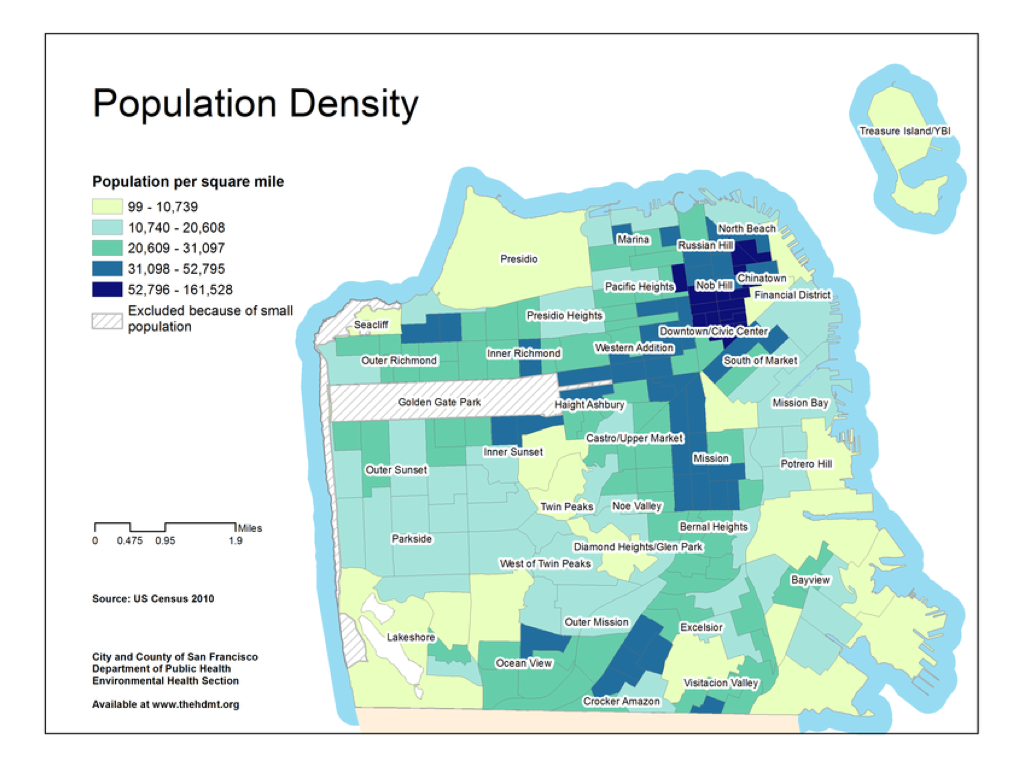 Population Density
Treasure Island/YBI
Population per square mile
99 - 10,739
10,740 - 20,608
20,609 - 31,097
31,098 - 52,795
52,796 - 161,528
Excluded because of small
population
North Beach
Marina
Russian Hill
Presidio
Chinatown
Pacific Heights
Nob Hill
Financial District
Presidio Heights
Seacliff
Downtown/Civic Center
Western Addition
Inner Richmond
Outer Richmond
South of Market
Golden Gate Park
Haight Ashbury
Mission Bay
Castro/Upper Market
Inner Sunset
Mission
Potrero Hill
Outer Sunset
Twin Peaks
Noe Valley
Bernal Heights
Parkside
Diamond Heights/Glen Park
West of Twin Peaks
Bayview
Outer Mission
Excelsior
Lakeshore
Ocean View
Visitacion Valley
Crocker Amazon
Miles
0 0.475 0.95 1.9
Source: US Census 2010
City and County of San Francisco
Department of Public Health
Environmental Health Section
Available at www.thehdmt.org